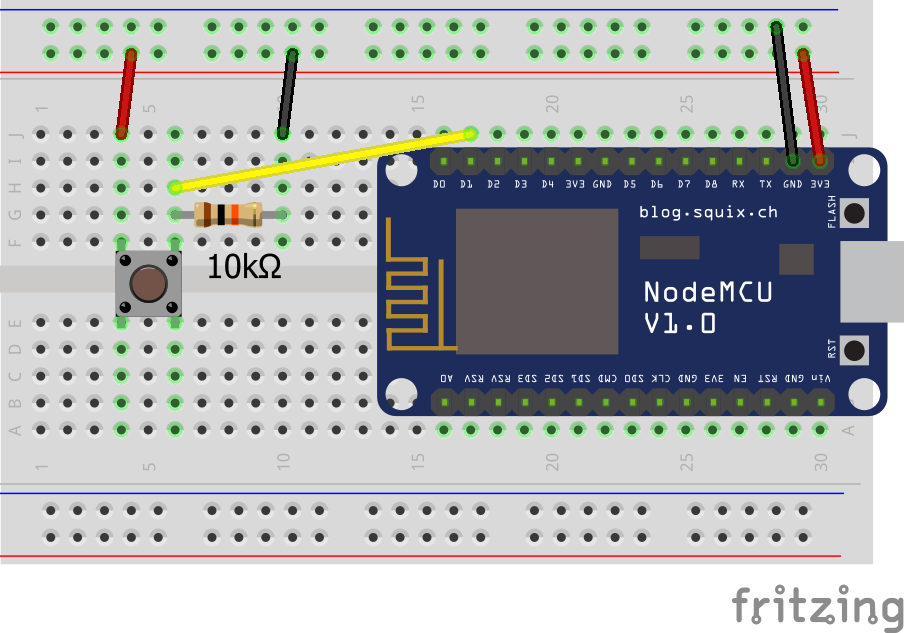 1 5 10 15 20 25 30
J J
I
H
G
F
D0 D1 D2 D3 D4 3V3 GND D5 D6 D7 D8 RX TX GND 3V3
blog.squix.ch
FLASH
10kΩ
NodeMCU
V1.0
RST
E
D
C
B
A A
A0 RSV RSV SD3 SD2 SD1 CMD SD0 CLK GND 3V3 EN RST GND Vin
1 5 10 15 20 25 30
fritzing